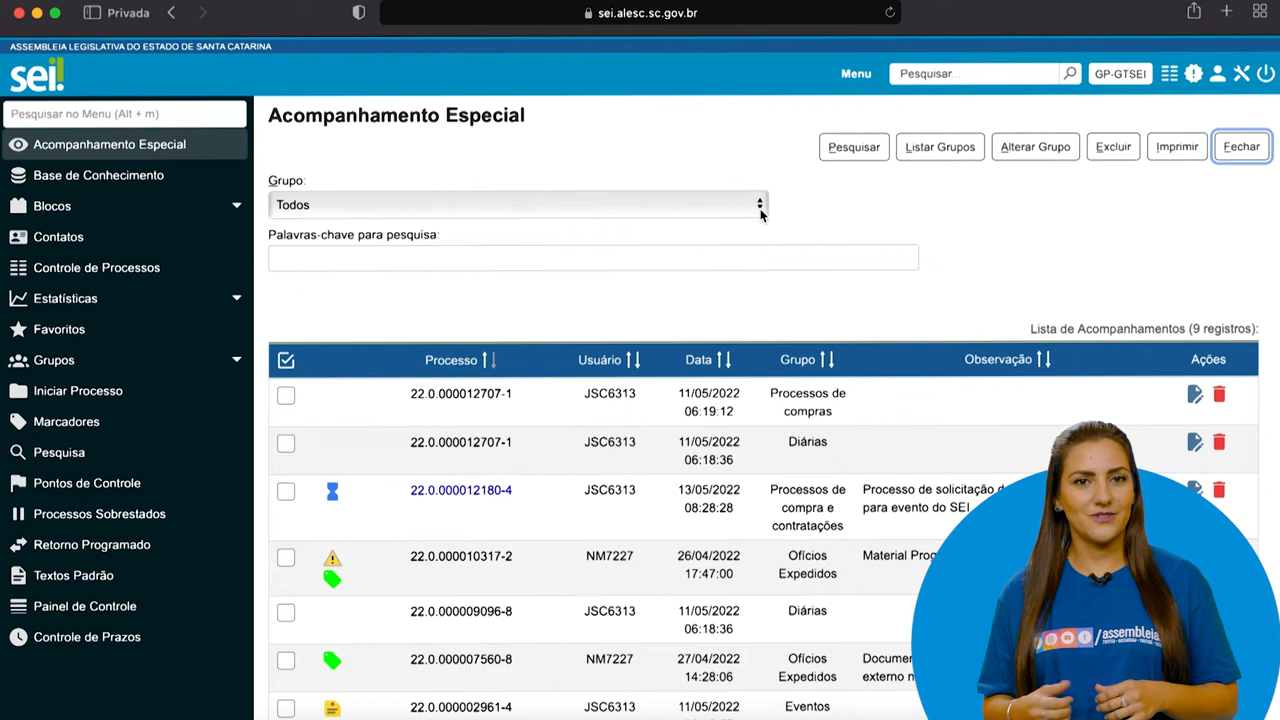 Privada
sei.alesc.sc.gov.br
ASSEMBLEIA LEGISLATIVA DO ESTADO DE SANTA CATARINA
sei!
Menu
Pesquisar...
GP-GTSEI
Pesquisar no Menu (Alt + m)
Acompanhamento Especial
Base de Conhecimento
Blocos
Contatos
Controle de Processos
Estatísticas
Favoritos
Grupos
Iniciar Processo
Marcadores
Pesquisa
Pontos de Controle
Processos Sobrestados
Retorno Programado
Textos Padrão
Painel de Controle
Controle de Prazos
Acompanhamento Especial
Pesquisar Listar Grupos Alterar Grupo Excluir Imprimir Fechar
Grupo:
Todos
Palavras-chave para pesquisa:
Lista de Acompanhamentos (9 registros):
Processo Usuário Data Grupo Observação Ações
22.0.000012707-1 JSC6313 11/05/2022 Processos de
06:19:12 compras
22.0.000012707-1 JSC6313 11/05/2022 Diárias
06:18:36
22.0.000012180-4 JSC6313 13/05/2022 Processos de Processo de solicitação
08:28:28 compra e para evento do SEI
contratações
22.0.000010317-2 NM7227 26/04/2022 Ofícios Material
17:47:00 Expedidos
22.0.000009096-8 JSC6313 11/05/2022 Diárias
06:18:36
22.0.000007560-8 NM7227 27/04/2022 Ofícios
14:28:06 Expedidos externo
22.0.000002961-4 JSC6313 11/05/2022 Eventos
/assembleia